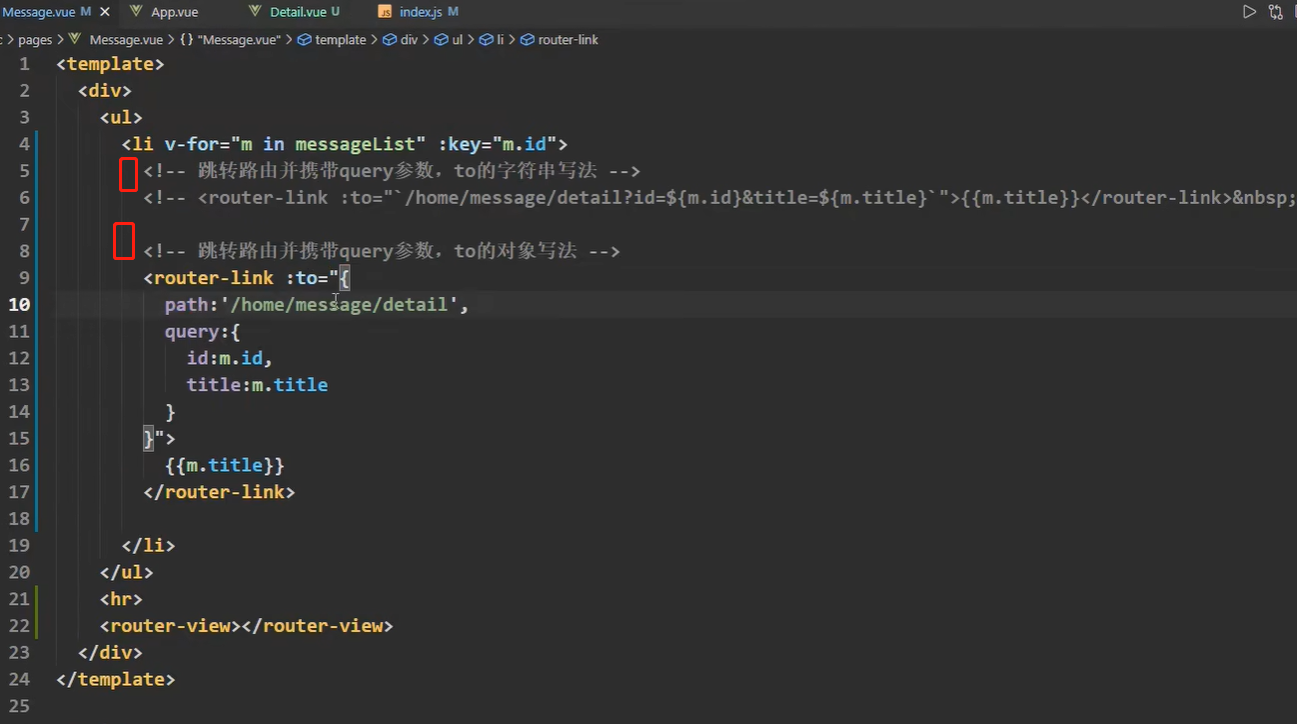 Message.vue M × App.vue Detail.vue U JS index.js M
c > pages > Message.vue > {} "Message.vue" > template > div > ul > li > router-link
1 <template>
2 <div>
3 <ul>
4 <li v-for="m in messageList" :key="m.id">
5 <!-- 跳转路由并携带query参数，to的字符串写法 -->
6 <!-- <router-link :to="`/home/message/detail?id=${m.id}&title=${m.title}`">{{m.title}}</router-link>&nbsp;
7
8 <!-- 跳转路由并携带query参数，to的对象写法 -->
9 <router-link :to="{
10 path:'/home/message/detail',
11 query:{
12 id:m.id,
13 title:m.title
14 }
15 }">
16 {{m.title}}
17 </router-link>
18
19 </li>
20 </ul>
21 <hr>
22 <router-view></router-view>
23 </div>
24 </template>
25